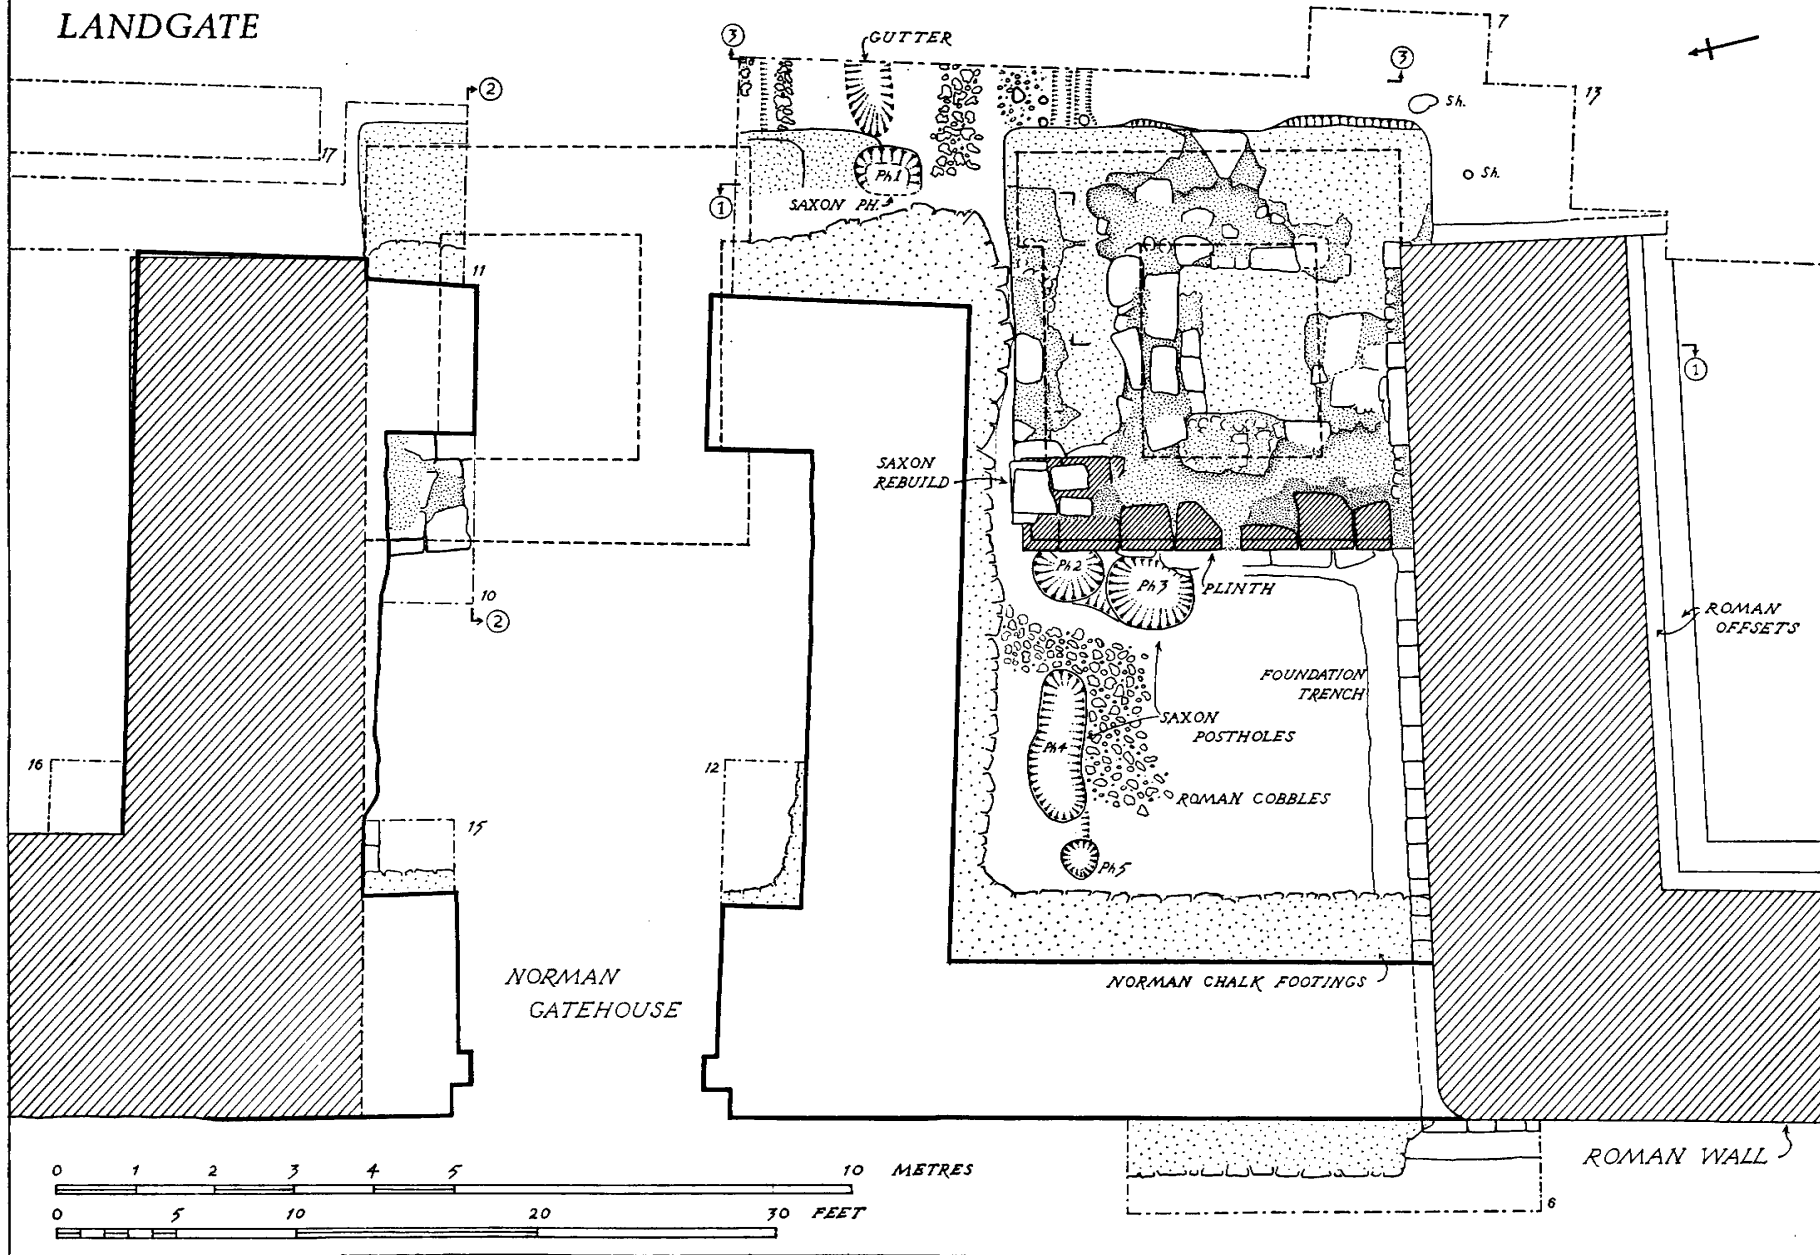 LANDGATE
③
GUTTER
7
③
②
Sh.
13
17
Ph1
Sh.
①
SAXON PH.
11
①
SAXON
REBUILD
Ph2
Ph3
PLINTH
10
②
ROMAN
OFFSETS
FOUNDATION
TRENCH
SAXON
POSTHOLES
Ph4
16
12
ROMAN COBBLES
15
Ph5
NORMAN
GATEHOUSE
NORMAN CHALK FOOTINGS
ROMAN WALL
0 1 2 3 4 5 10 METRES
6
0 5 10 20 30 FEET